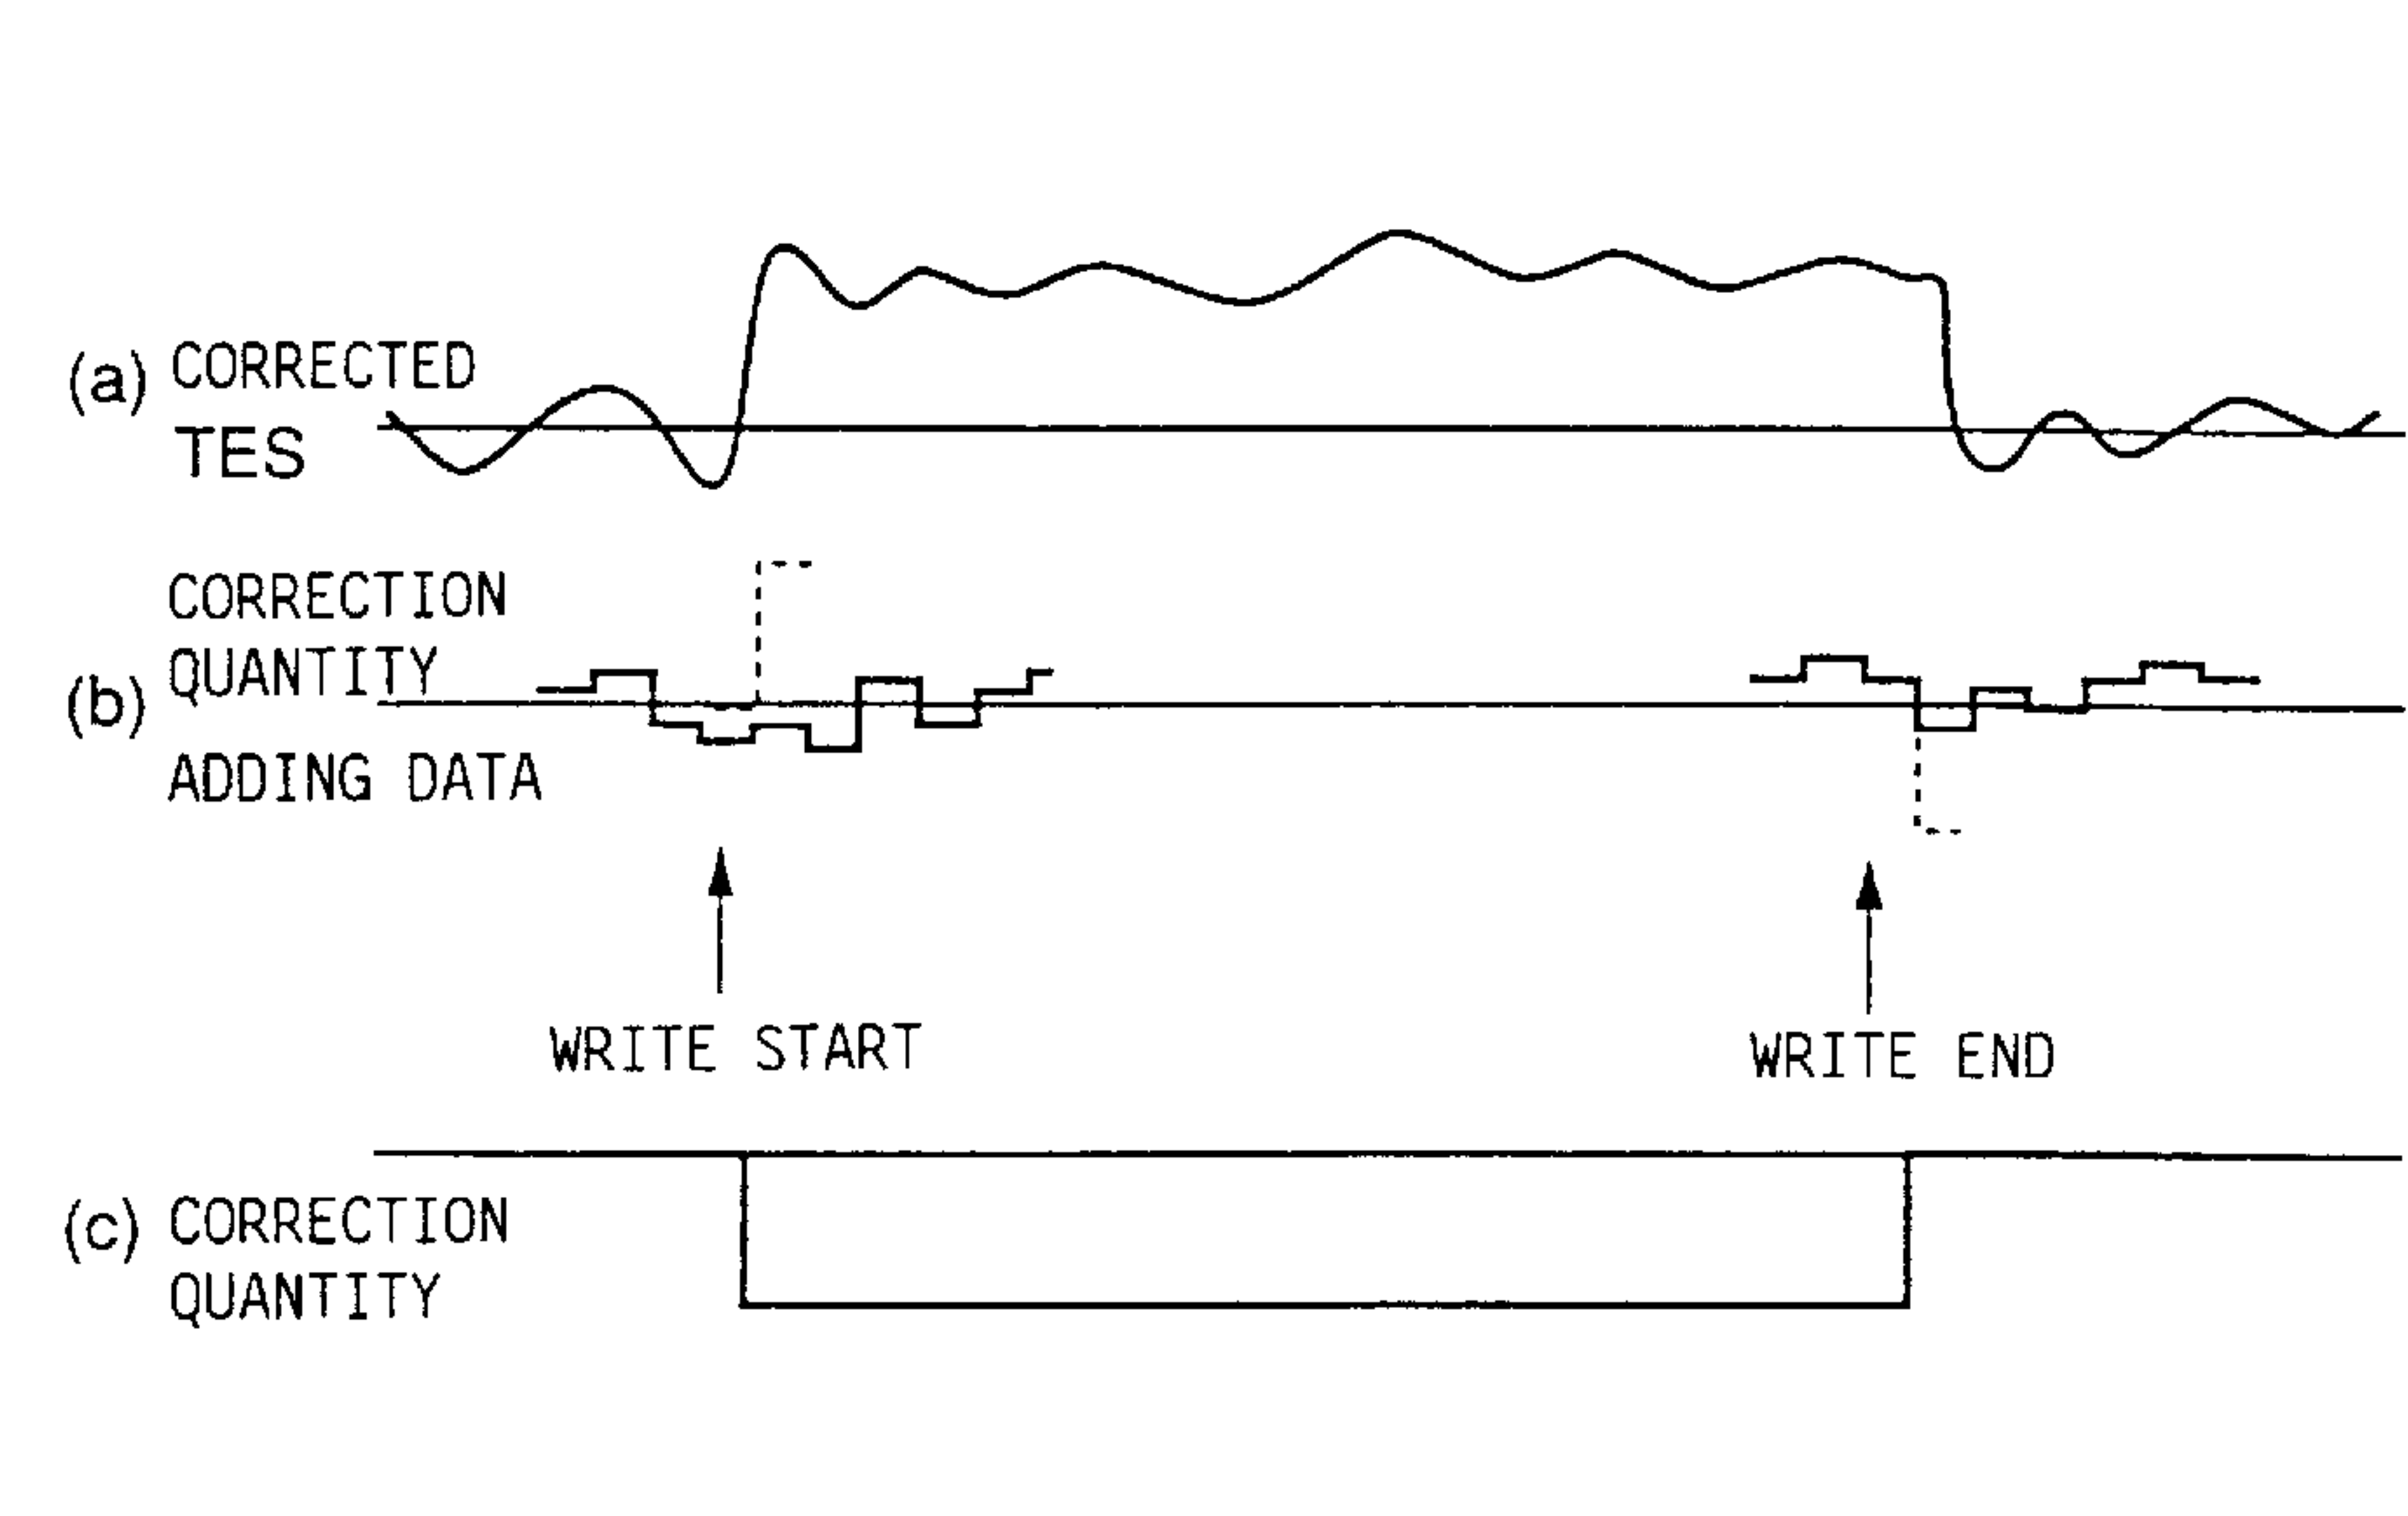 (a) CORRECTED
TES
CORRECTION
QUANTITY
(b)
ADDING DATA
WRITE START
WRITE END
(c) CORRECTION
QUANTITY